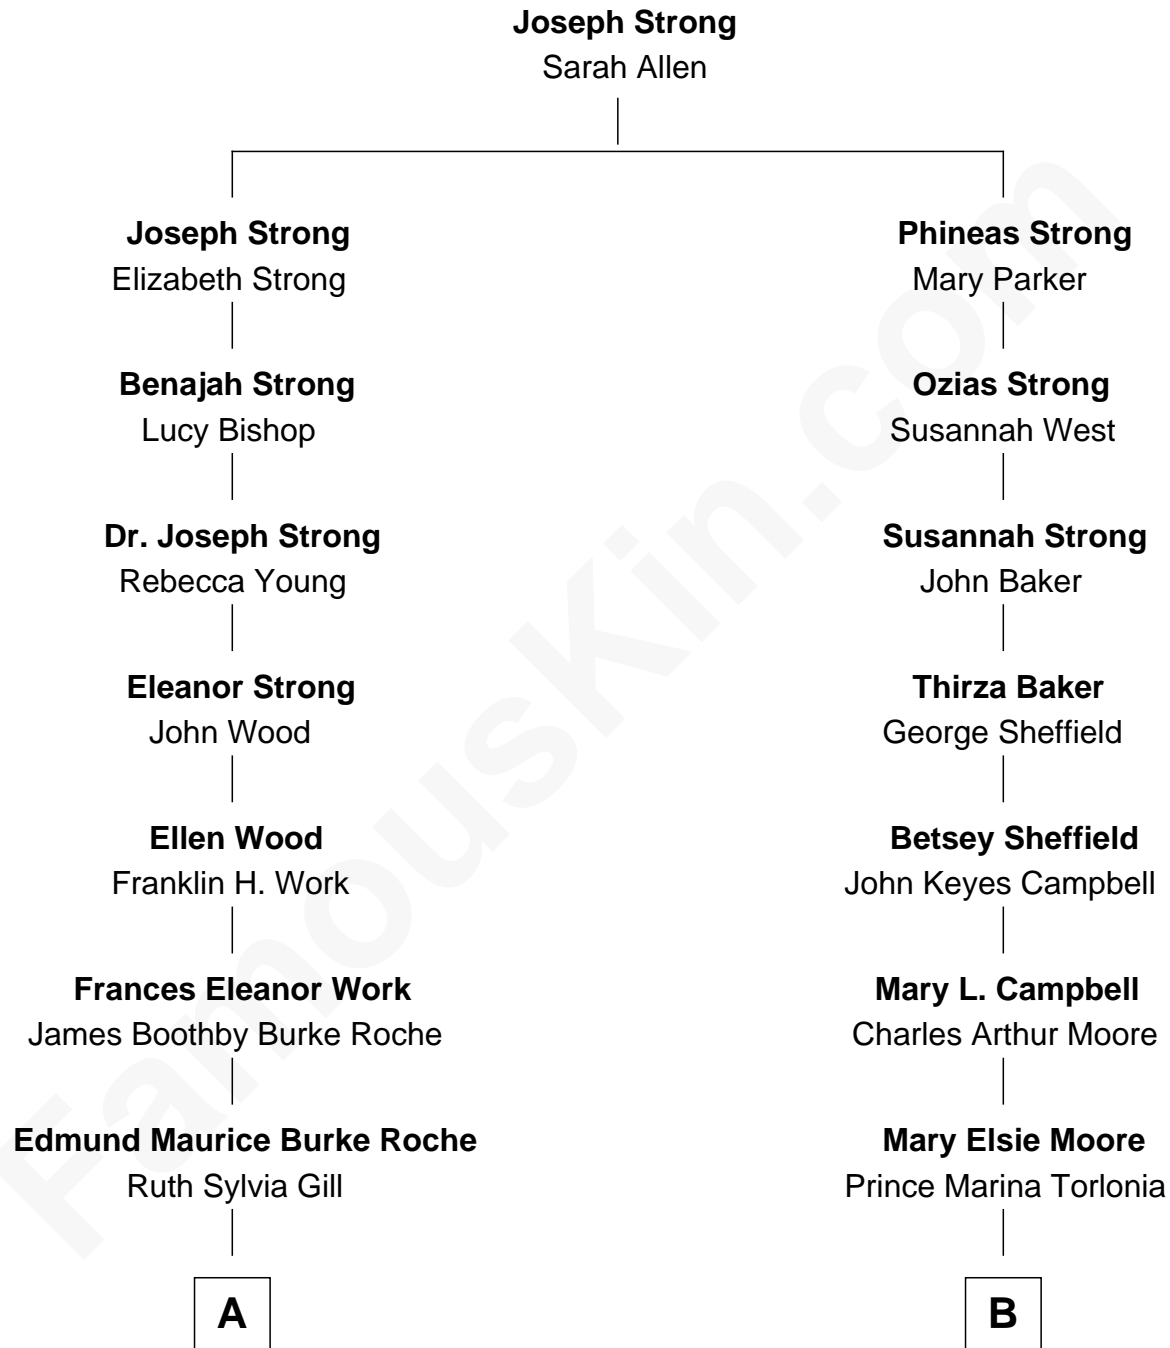 Joseph Strong
Sarah Allen
Joseph Strong
Elizabeth Strong
Benajah Strong
Lucy Bishop
Dr. Joseph Strong
Rebecca Young
Eleanor Strong
John Wood
Ellen Wood
Franklin H. Work
Frances Eleanor Work
James Boothby Burke Roche
Edmund Maurice Burke Roche
Ruth Sylvia Gill
A
Phineas Strong
Mary Parker
Ozias Strong
Susannah West
Susannah Strong
John Baker
Thirza Baker
George Sheffield
Betsey Sheffield
John Keyes Campbell
Mary L. Campbell
Charles Arthur Moore
Mary Elsie Moore
Prince Marina Torlonia
B
FamousKin.com